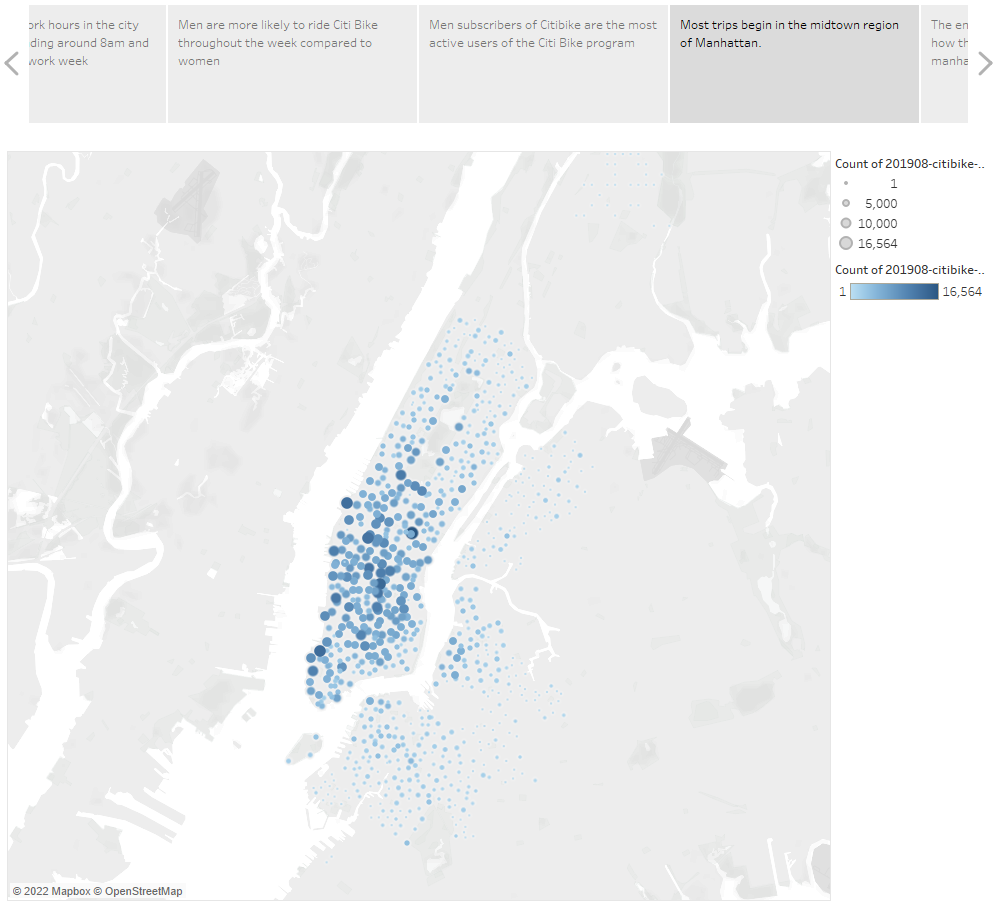 ork hours in the city
ding around 8am and
work week
Men are more likely to ride Citi Bike
throughout the week compared to
women
Men subscribers of Citibike are the most
active users of the Citi Bike program
Most trips begin in the midtown region
of Manhattan.
The en
how th
manha
Count of 201908-citibike-..
1
5,000
10,000
16,564
Count of 201908-citibike-..
1 16,564
© 2022 Mapbox © OpenStreetMap